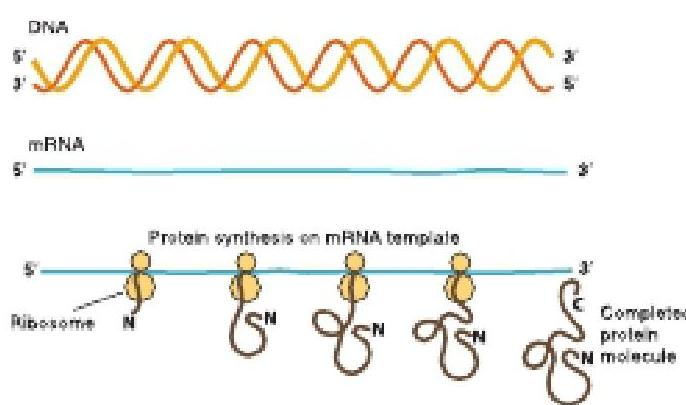 DNA
5' 3'
3' 5'
mRNA
5' 3'
Protein synthesis on mRNA template
5' 3'
Ribosome
N
N
N
N
C
N
Completed
protein
molecule